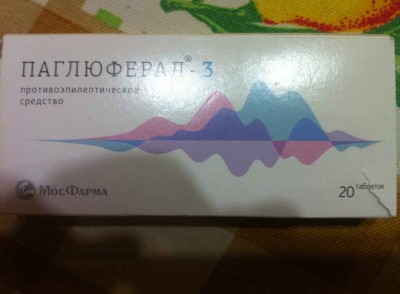 ПАГЛЮФЕРАЛ® - 3
противоэпилептическое
средство
МосФарма
20 таблеток